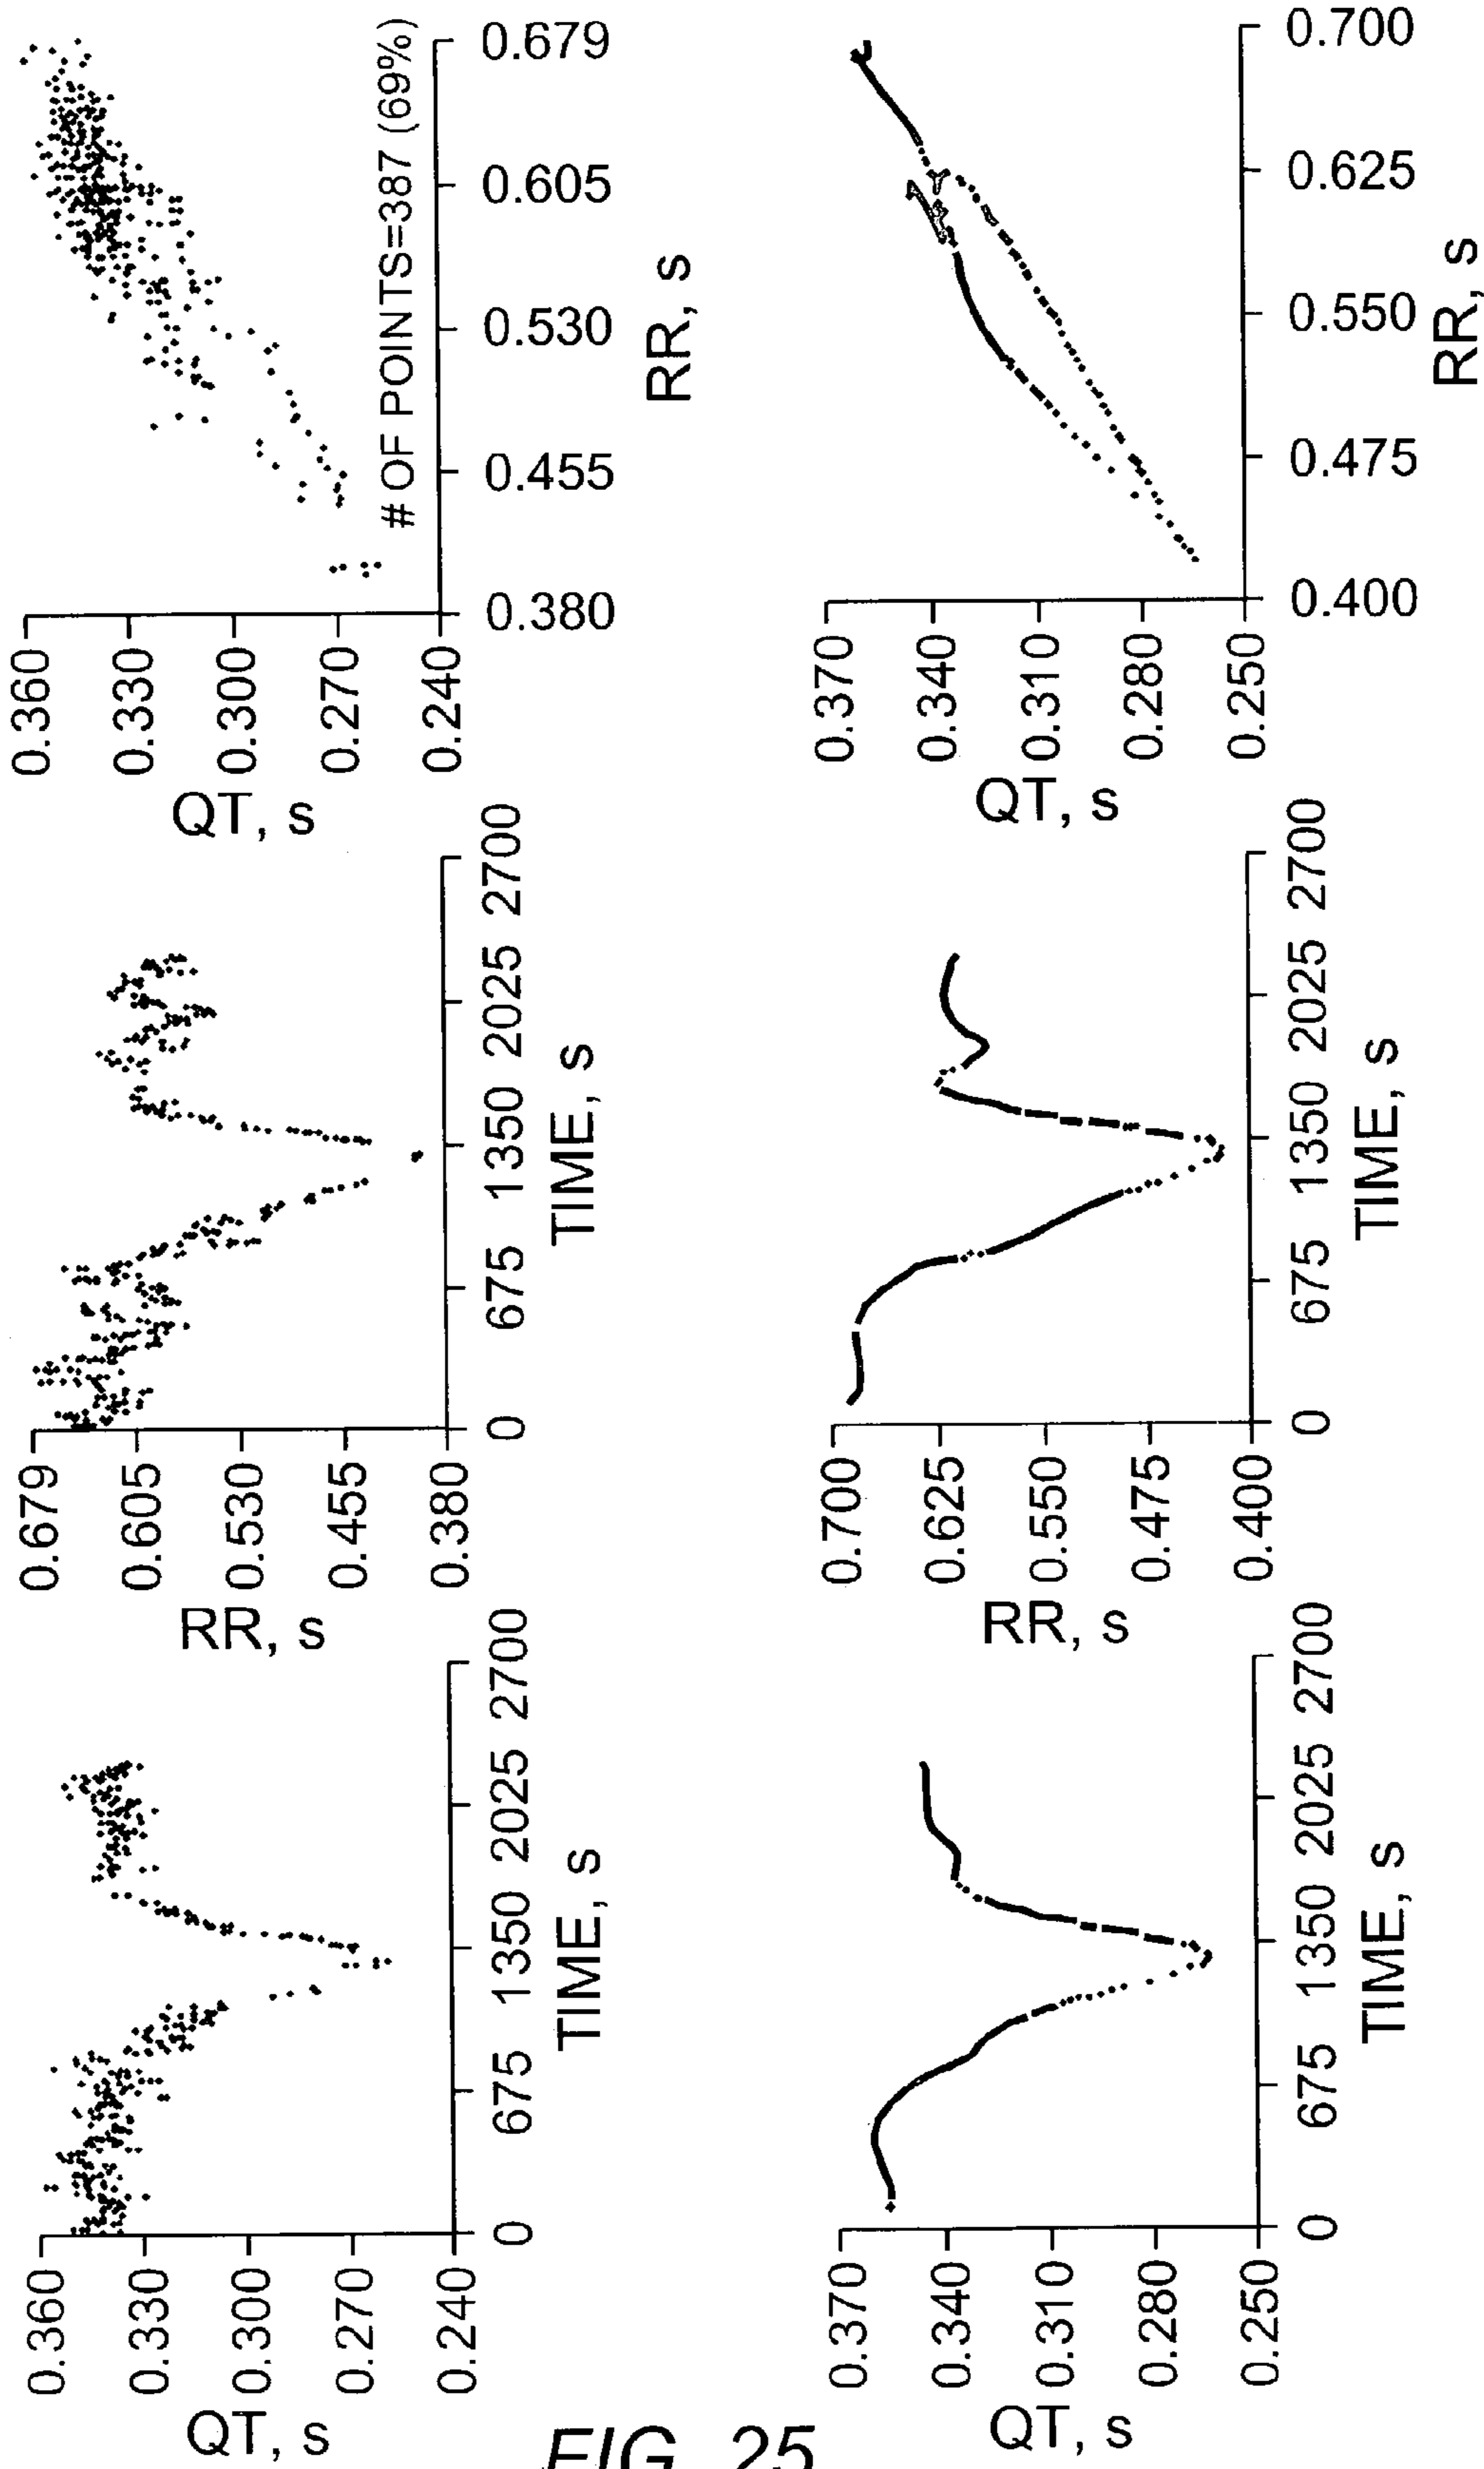 0.360
0.330
0.300
0.270
0.240
QT, s
0 675 1350 2025 2700
TIME, s
0.679
0.605
0.530
0.455
0.380
RR, s
0 675 1350 2025 2700
TIME, s
0.360
0.330
0.300
0.270
0.240
QT, s
# OF POINTS=387 (69%)
0.380 0.455 0.530 0.605 0.679
RR, s
0.370
0.340
0.310
0.280
0.250
QT, s
0 675 1350 2025 2700
TIME, s
0.700
0.625
0.550
0.475
0.400
RR, s
0 675 1350 2025 2700
TIME, s
0.370
0.340
0.310
0.280
0.250
QT, s
0.400 0.475 0.550 0.625 0.700
RR, s
FIG. 25